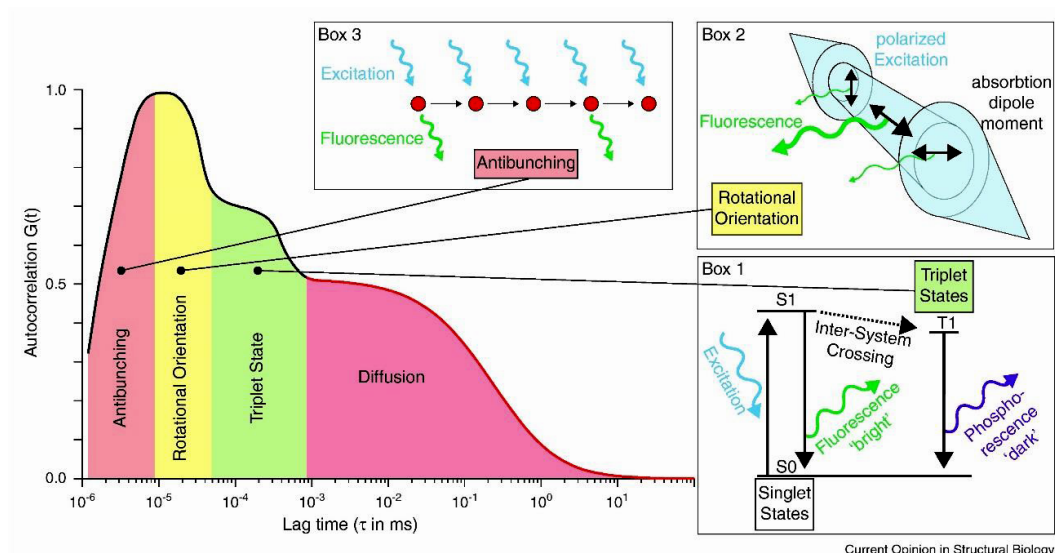 Box 3
Excitation
Fluorescence
Antibunching
Box 2
polarized
Excitation
absorbtion
dipole
moment
Fluorescence
Rotational
Orientation
Box 1
Triplet
States
S1
T1
Inter-System
Crossing
Excitation
Fluorescence
'bright'
Phospho-
rescence
'dark'
S0
Singlet
States
Autocorrelation G(t)
1.0
0.5
0.0
Antibunching
Rotational Orientation
Triplet State
Diffusion
10-6
10-5
10-4
10-3
10-2
10-1
100
101
Lag time (τ in ms)
Current Opinion in Structural Biology